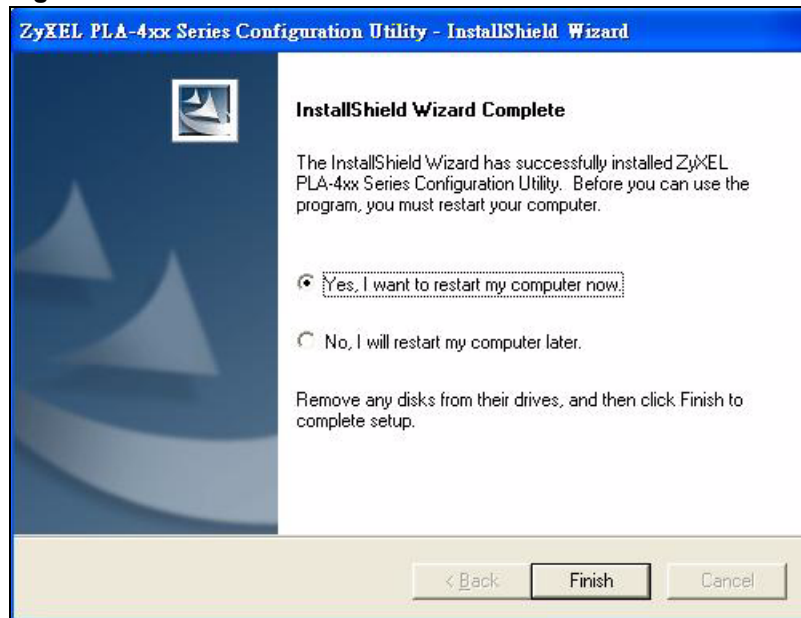 ZyXEL PLA-4xx Series Configuration Utility - InstallShield Wizard
InstallShield Wizard Complete
The InstallShield Wizard has successfully installed ZyXEL
PLA-4xx Series Configuration Utility. Before you can use the
program, you must restart your computer.
Yes, I want to restart my computer now.
No, I will restart my computer later.
Remove any disks from their drives, and then click Finish to
complete setup.
< Back
Finish
Cancel